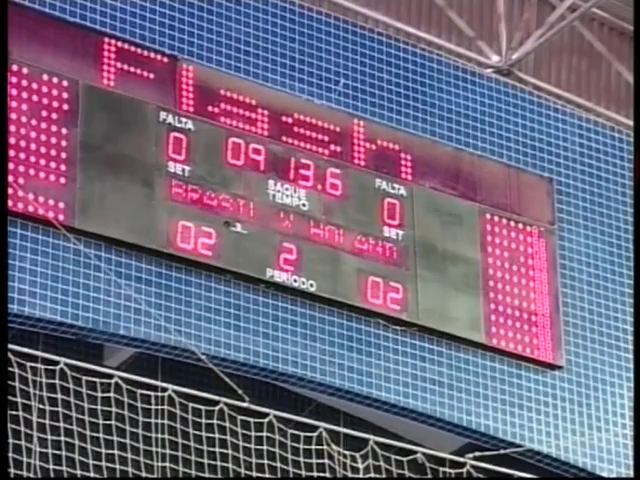 Flash
FALTA
0 09 13.6 FALTA
SET SAQUE 0
TEMPO SET
X
02 2 02
PERÍODO